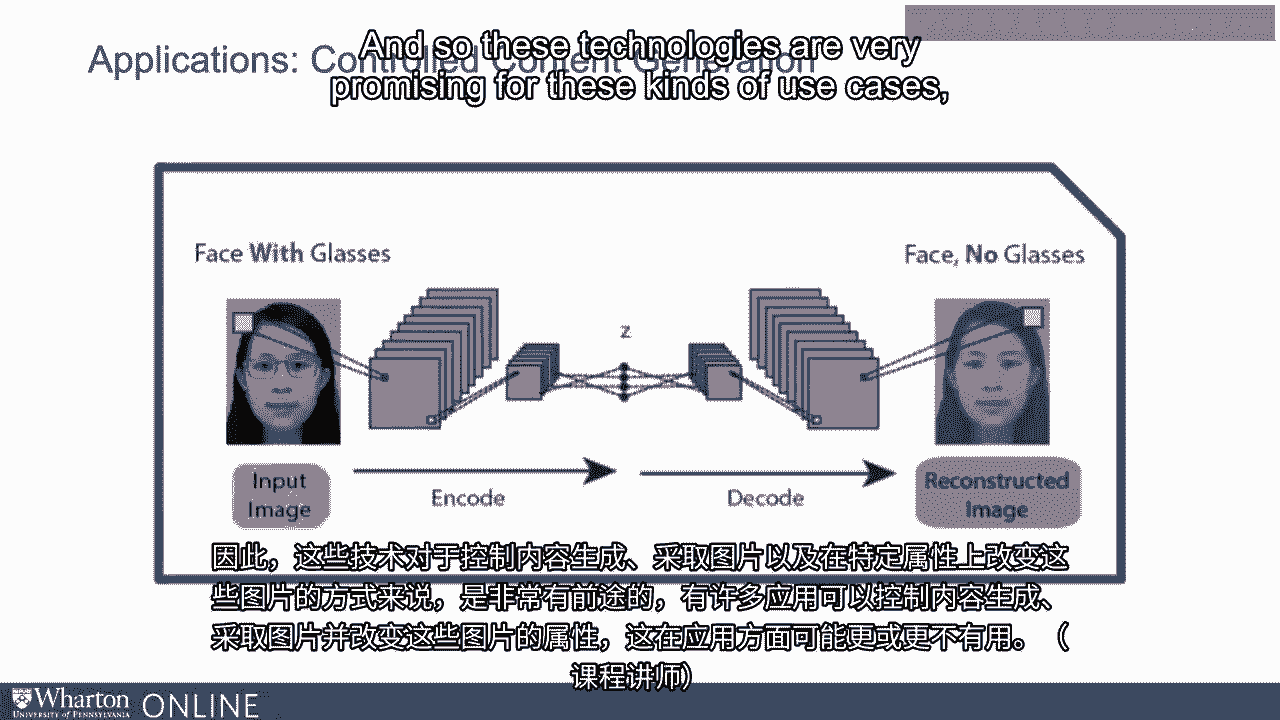 And so these technologies are very
promising for these kinds of use cases,
Applications: Controlled Content Generation
Face With Glasses
Face, No Glasses
z
Input
Image
Encode
Decode
Reconstructed
Image
因此，这些技术对于控制内容生成、采取图片以及在特定属性上改变这
些图片的方式来说，是非常有前途的，有许多应用可以控制内容生成、
采取图片并改变这些图片的属性，这在应用方面可能更或更不有用。（
课程讲师)
Wharton ONLINE
UNIVERSITY of PENNSYLVANIA